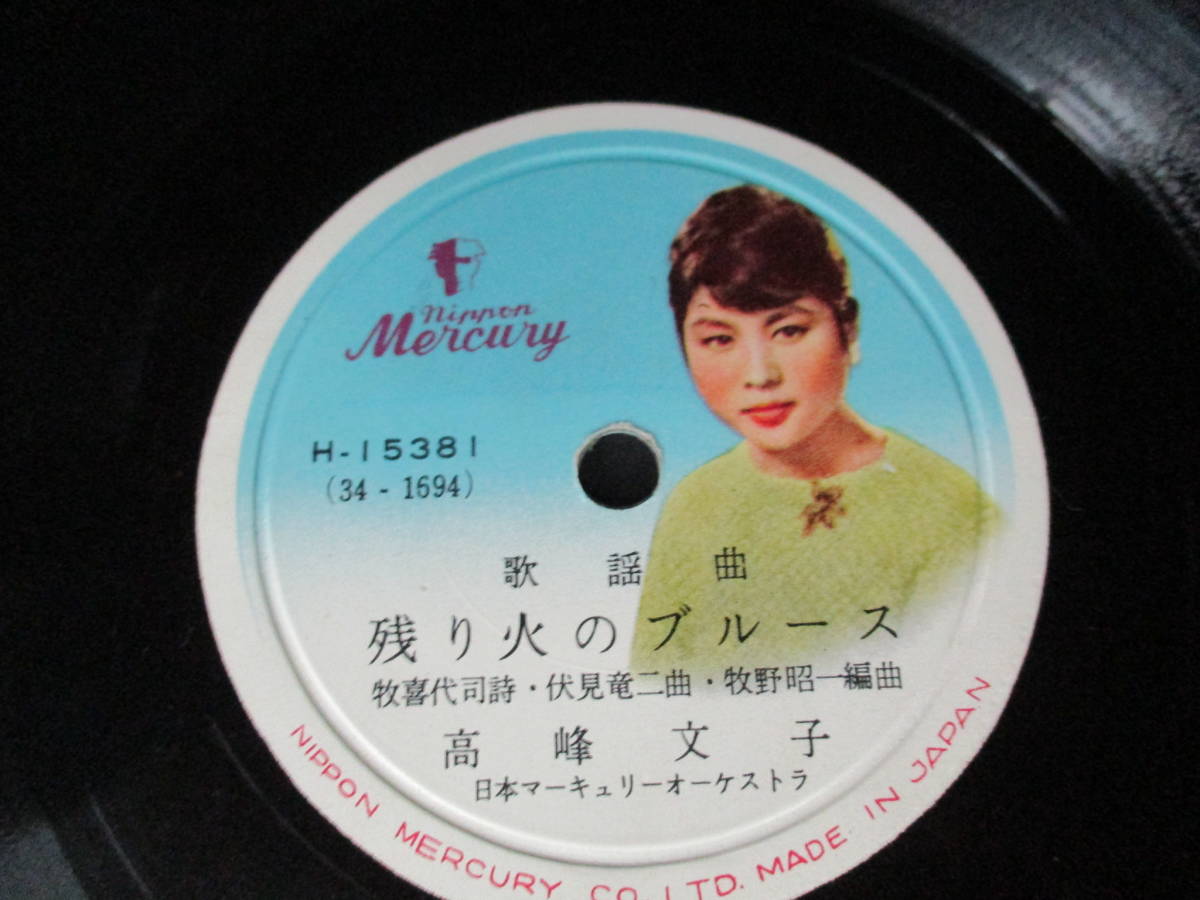 Nippon
Mercury
H-15381
(34-1694)
歌謡曲
残り火のブルース
牧喜代司詩・伏見竜二曲・牧野昭一編曲
高峰文子
日本マーキュリーオーケストラ
NIPPON MERCURY CO., LTD. MADE IN JAPAN